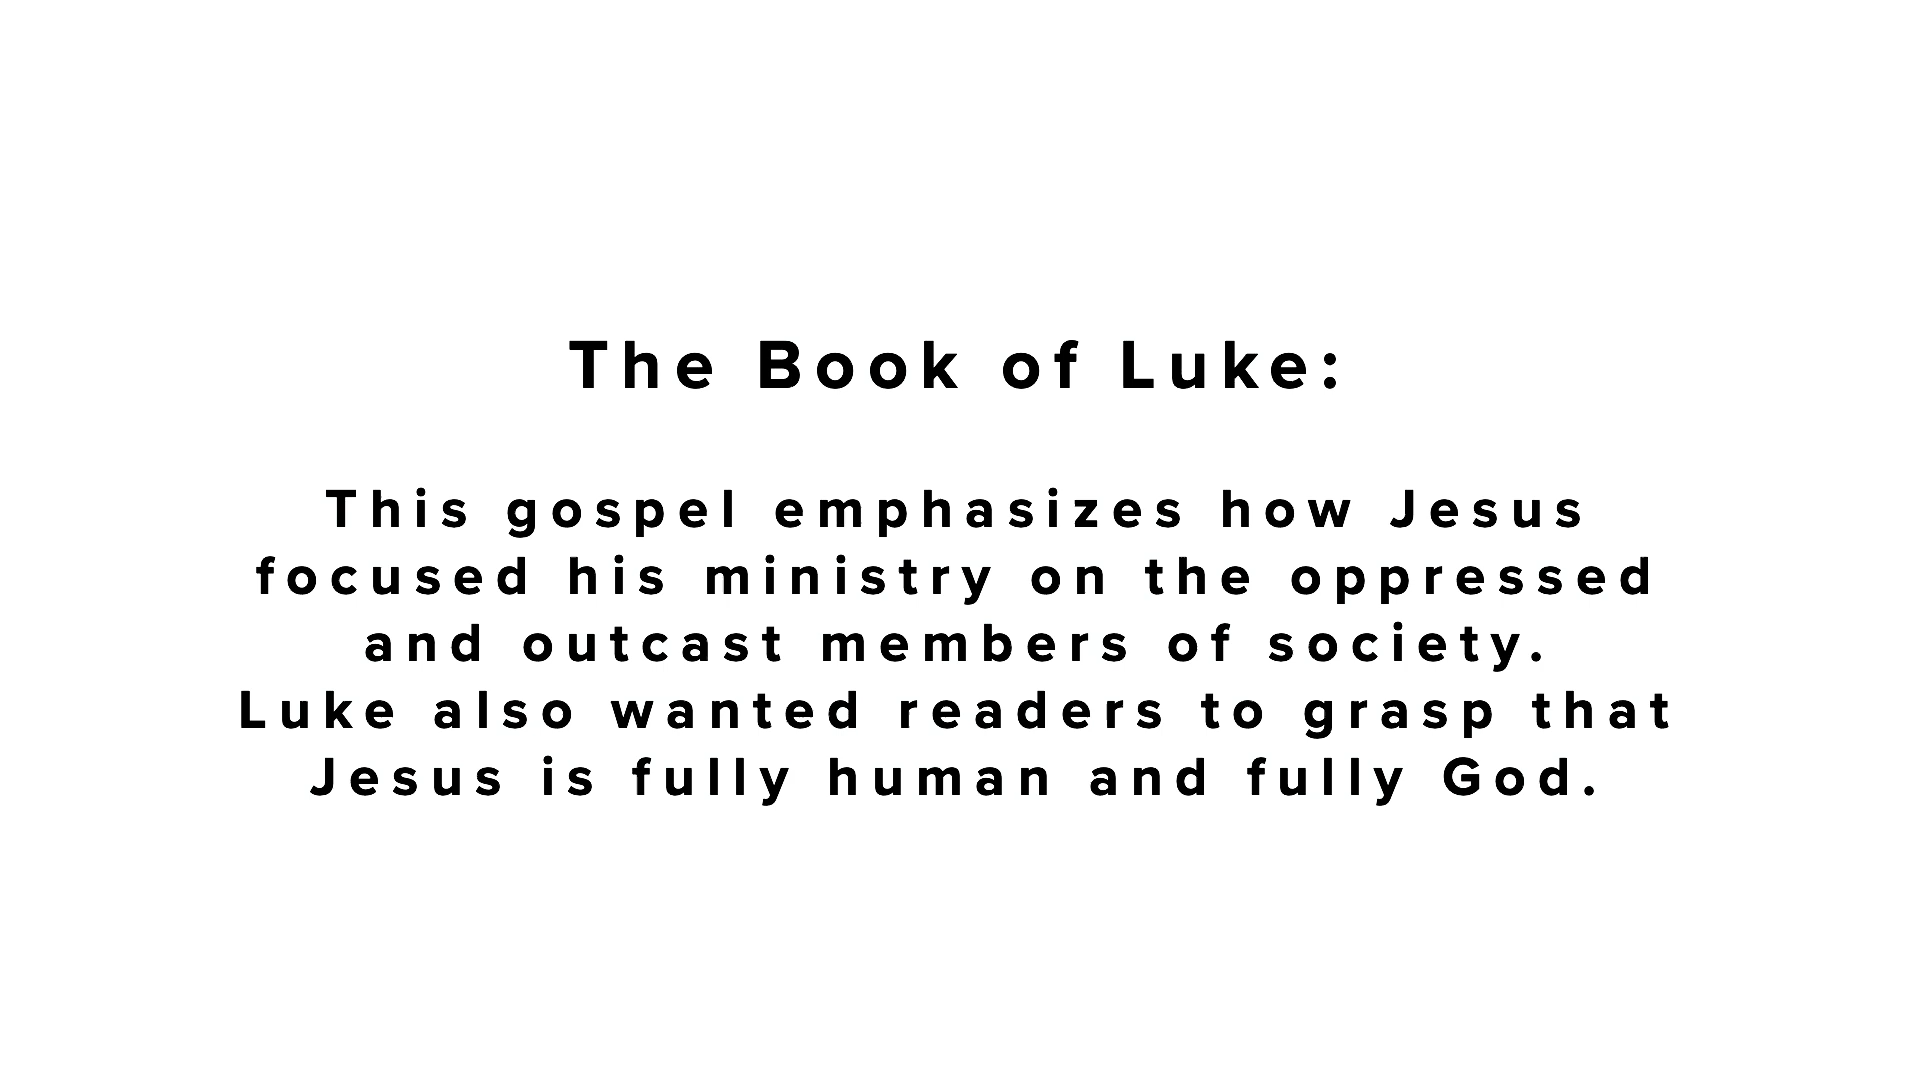 The Book of Luke:
This gospel emphasizes how Jesus
focused his ministry on the oppressed
and outcast members of society.
Luke also wanted readers to grasp that
Jesus is fully human and fully God.